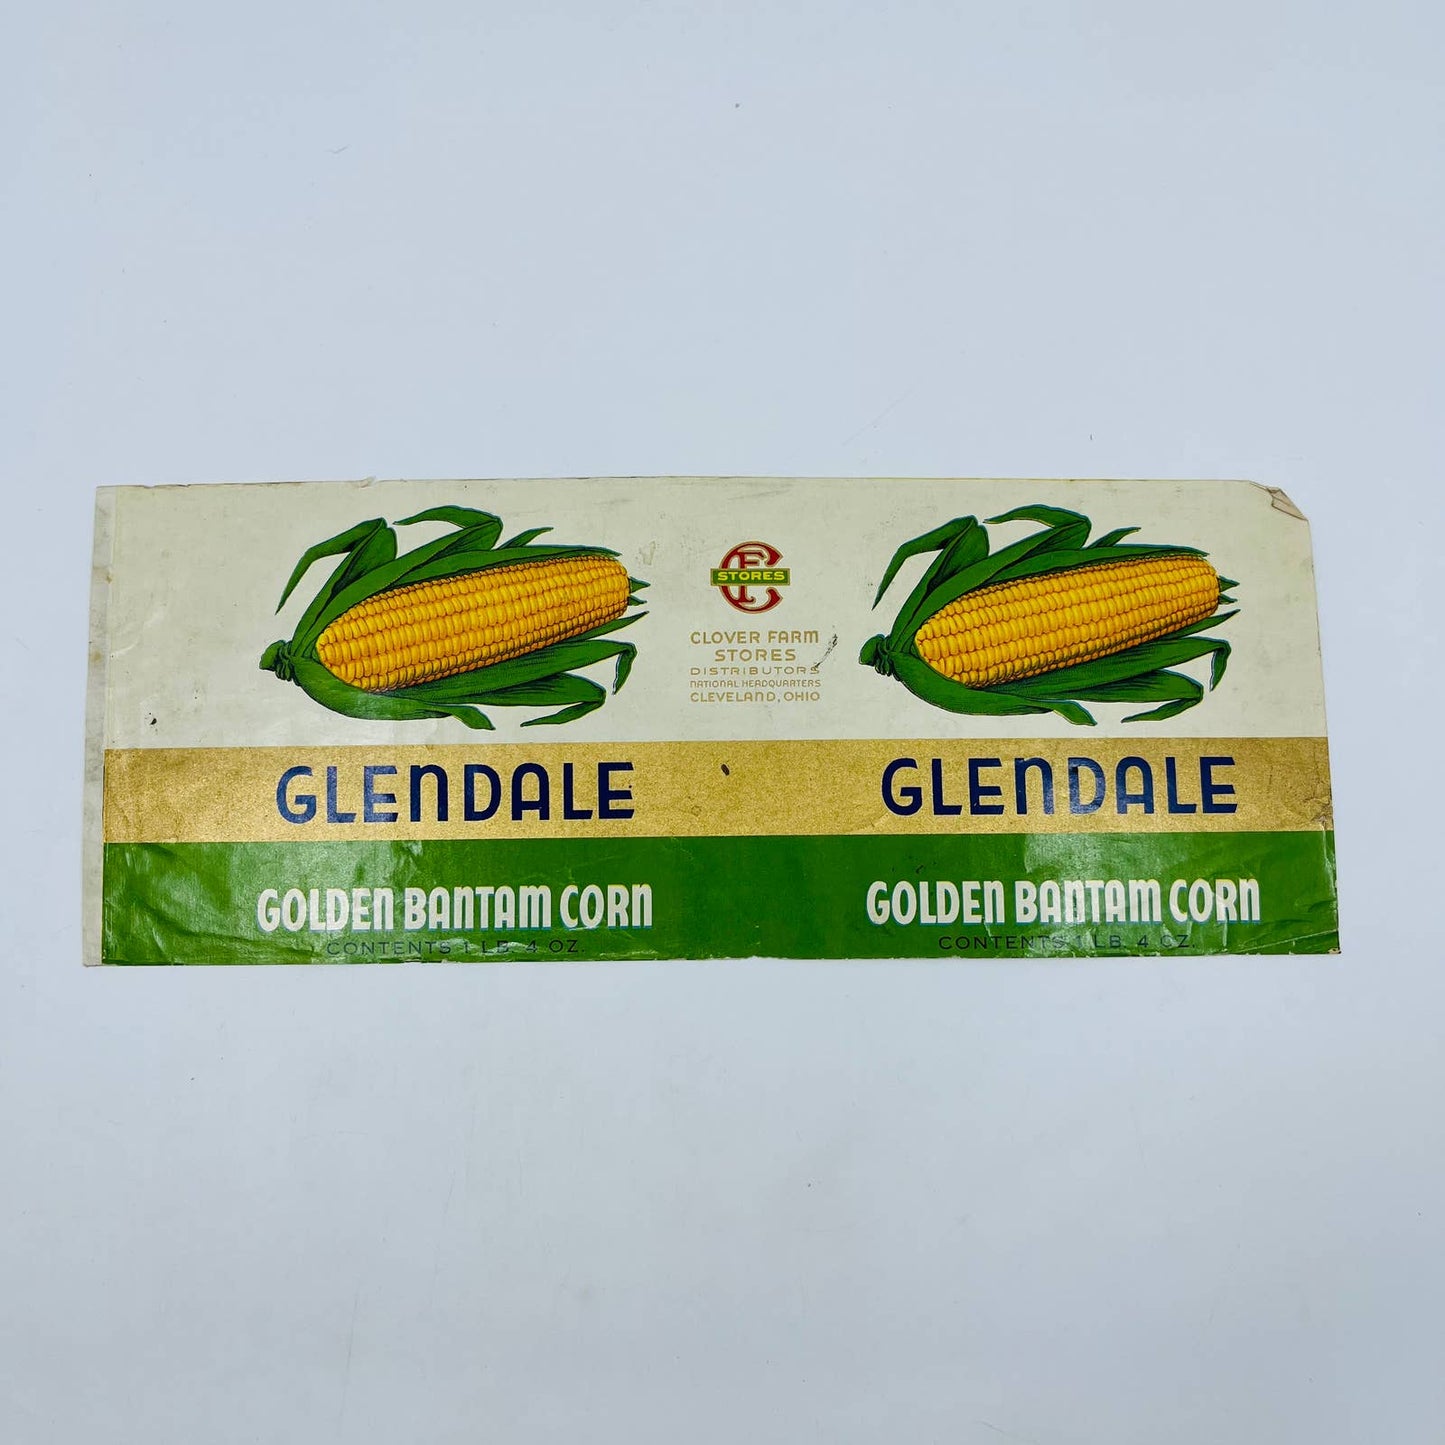 GLENDALE
GOLDEN BANTAM CORN
CONTENTS 1 LB. 4 OZ.
CF
STORES
CLOVER FARM
STORES
DISTRIBUTORS
NATIONAL HEADQUARTERS
CLEVELAND, OHIO
GLENDALE
GOLDEN BANTAM CORN
CONTENTS 1 LB. 4 OZ.